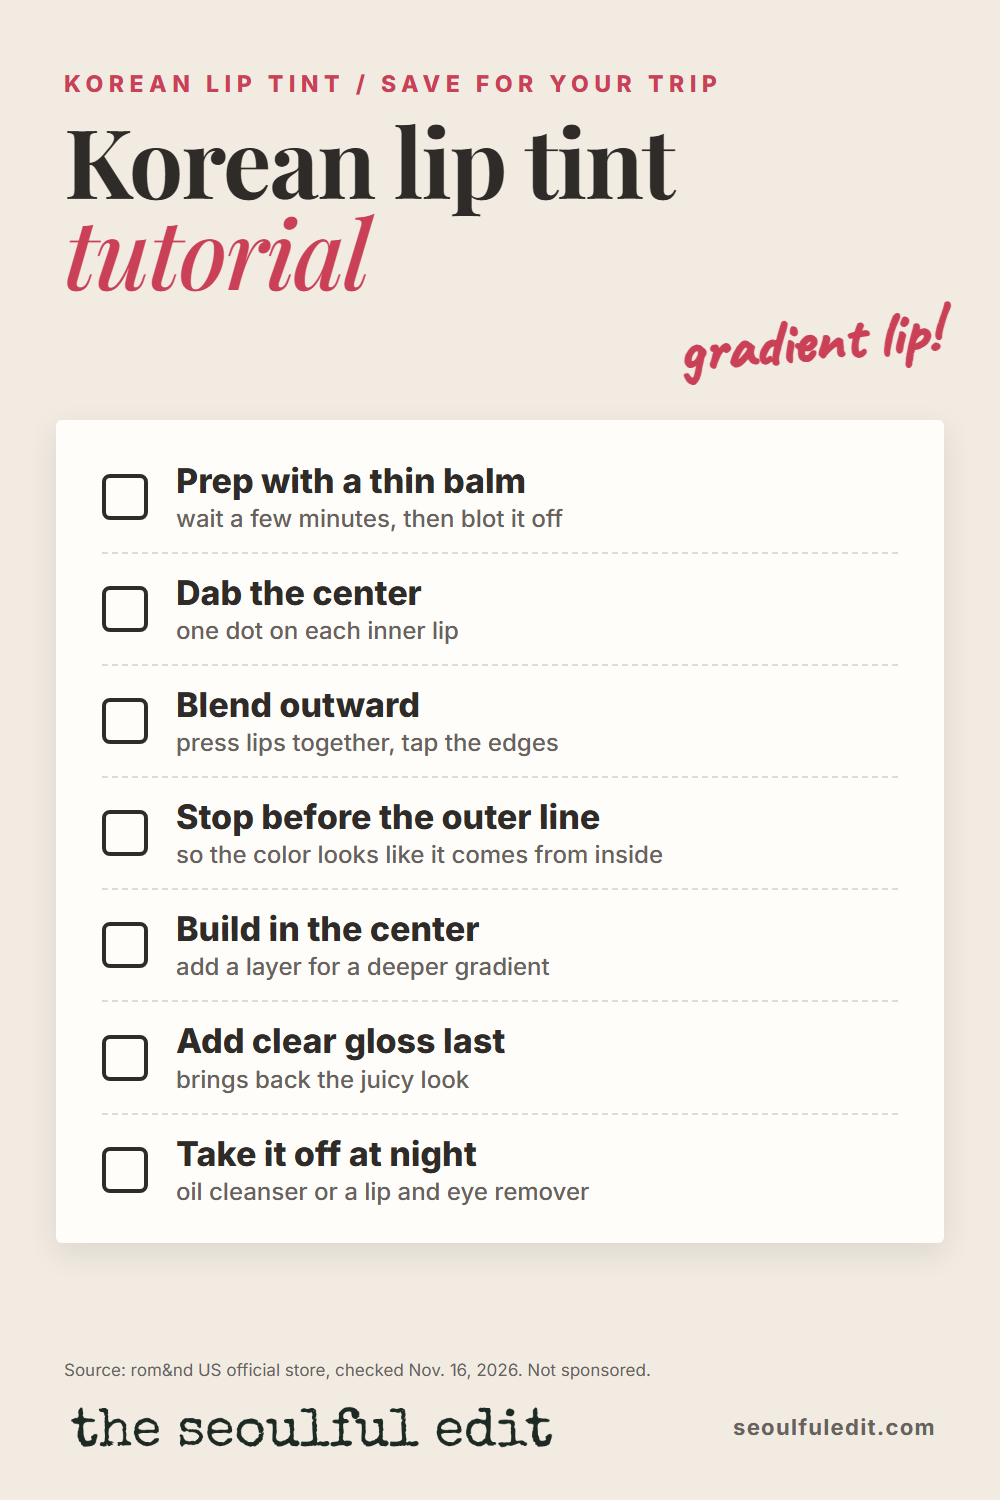 KOREAN LIP TINT / SAVE FOR YOUR TRIP
Korean lip tint
tutorial
gradient lip!
Prep with a thin balm
wait a few minutes, then blot it off
Dab the center
one dot on each inner lip
Blend outward
press lips together, tap the edges
Stop before the outer line
so the color looks like it comes from inside
Build in the center
add a layer for a deeper gradient
Add clear gloss last
brings back the juicy look
Take it off at night
oil cleanser or a lip and eye remover
Source: rom&nd US official store, checked Nov. 16, 2026. Not sponsored.
the seoulful edit
seoulfuledit.com